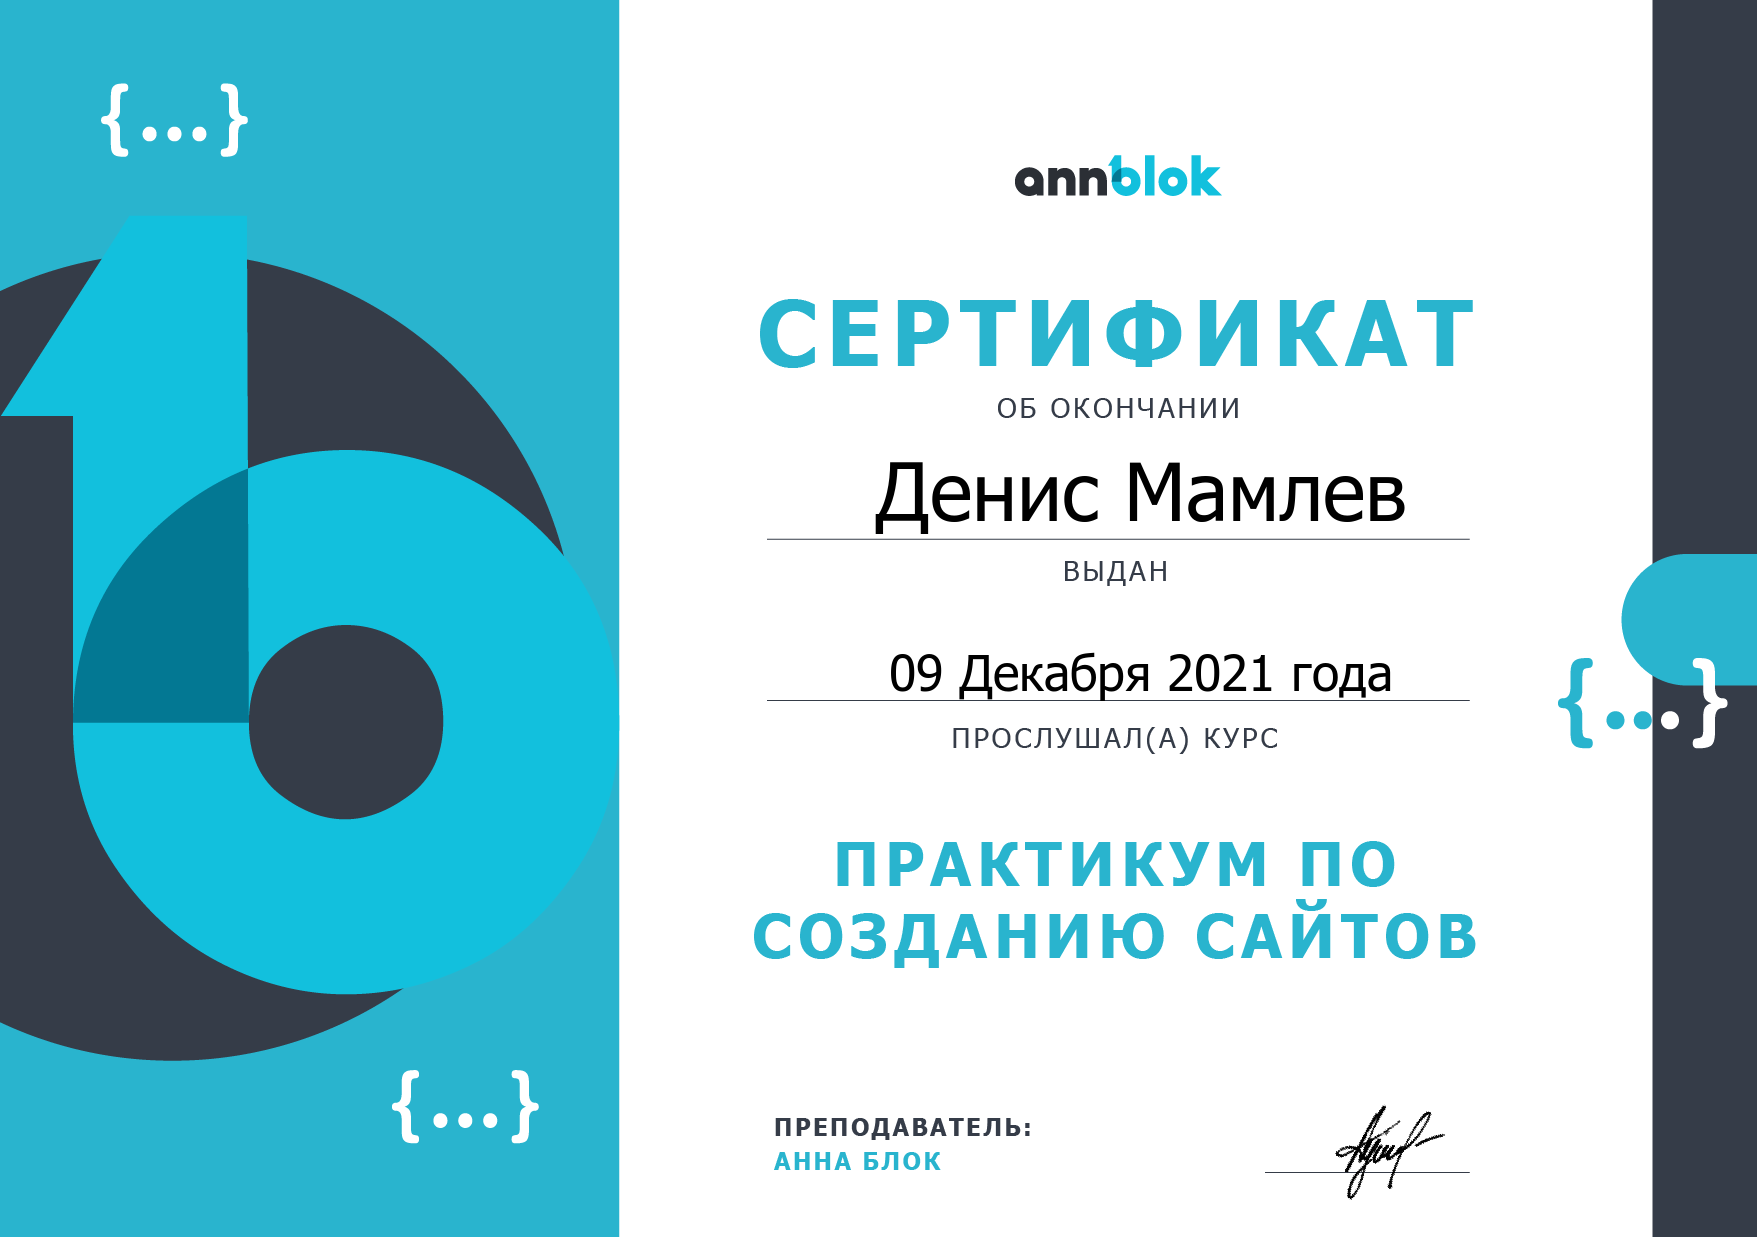 {...}
annblok
СЕРТИФИКАТ
ОБ ОКОНЧАНИИ
Денис Мамлев
ВЫДАН
09 Декабря 2021 года
ПРОСЛУШАЛ(А) КУРС
{...}
ПРАКТИКУМ ПО
СОЗДАНИЮ САЙТОВ
{...}
ПРЕПОДАВАТЕЛЬ:
АННА БЛОК